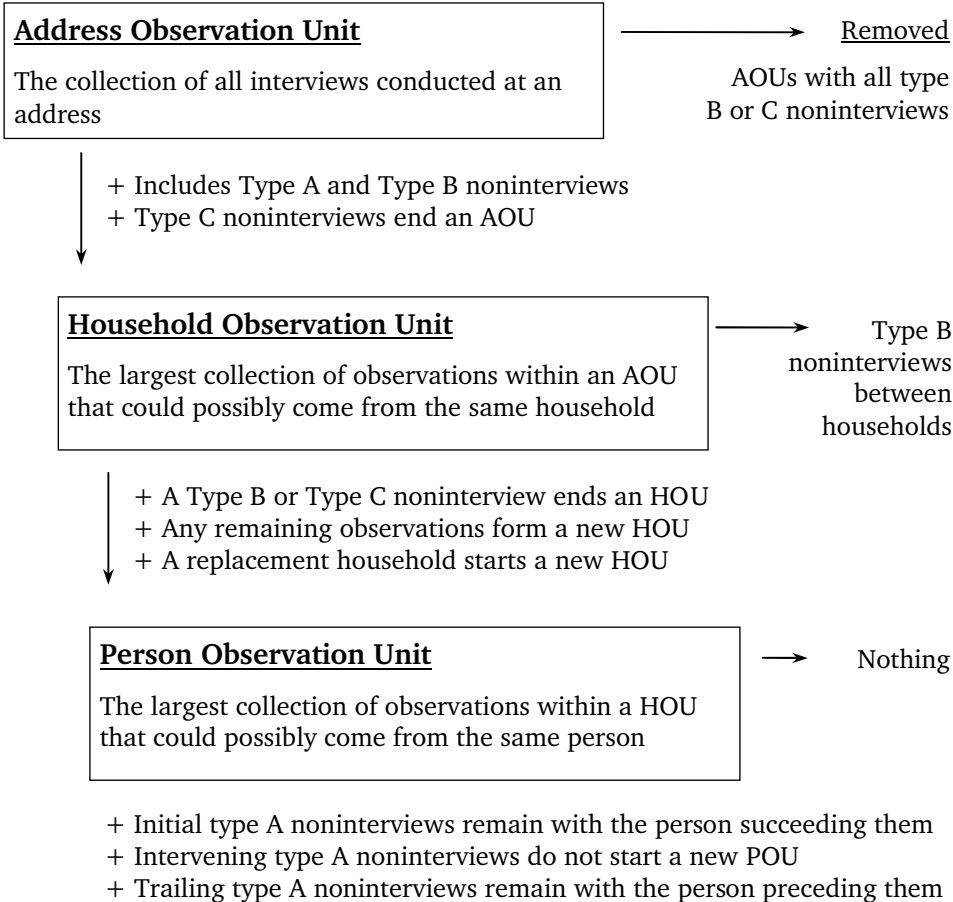 Address Observation Unit
The collection of all interviews conducted at an
address
Removed
AOUs with all type
B or C noninterviews
+ Includes Type A and Type B noninterviews
+ Type C noninterviews end an AOU
Household Observation Unit
The largest collection of observations within an AOU
that could possibly come from the same household
Type B
noninterviews
between
households
+ A Type B or Type C noninterview ends an HOU
+ Any remaining observations form a new HOU
+ A replacement household starts a new HOU
Person Observation Unit
The largest collection of observations within a HOU
that could possibly come from the same person
Nothing
+ Initial type A noninterviews remain with the person succeeding them
+ Intervening type A noninterviews do not start a new POU
+ Trailing type A noninterviews remain with the person preceding them